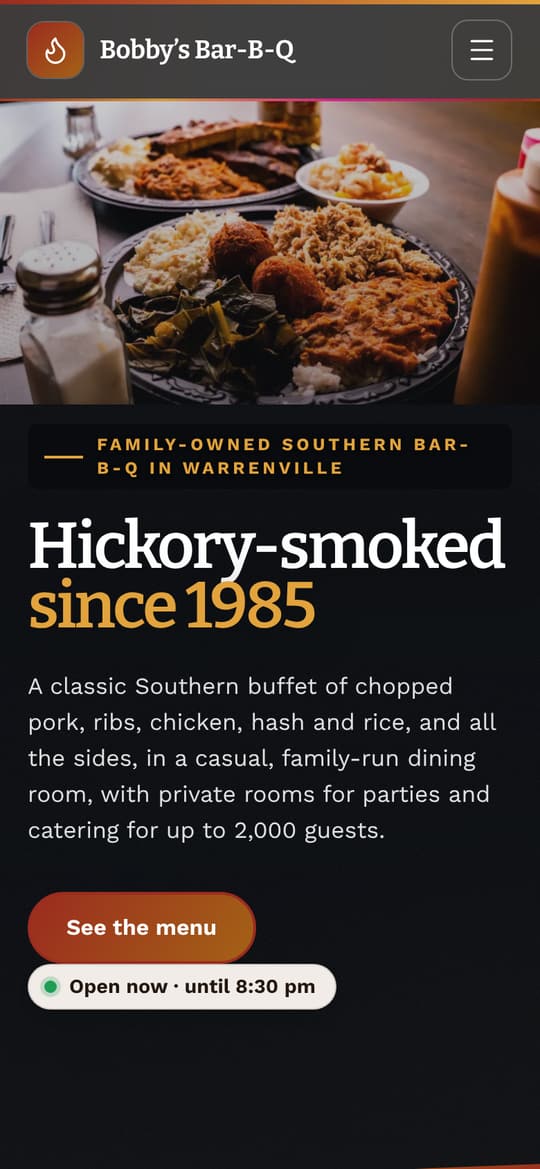 Bobby’s Bar-B-Q
FAMILY-OWNED SOUTHERN BAR-
B-Q IN WARRENVILLE
Hickory-smoked
since 1985
A classic Southern buffet of chopped
pork, ribs, chicken, hash and rice, and all
the sides, in a casual, family-run dining
room, with private rooms for parties and
catering for up to 2,000 guests.
See the menu
Open now · until 8:30 pm